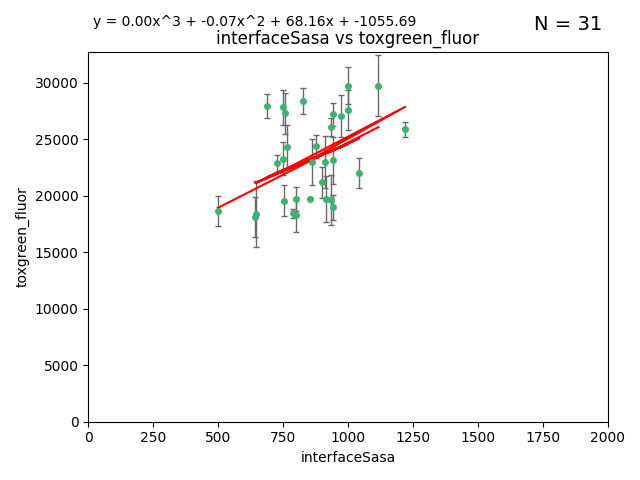 y = 0.00x^3 + -0.07x^2 + 68.16x + -1055.69
N = 31
interfaceSasa vs toxgreen_fluor
30000
25000
20000
15000
10000
5000
0
toxgreen_fluor
0 250 500 750 1000 1250 1500 1750 2000
interfaceSasa